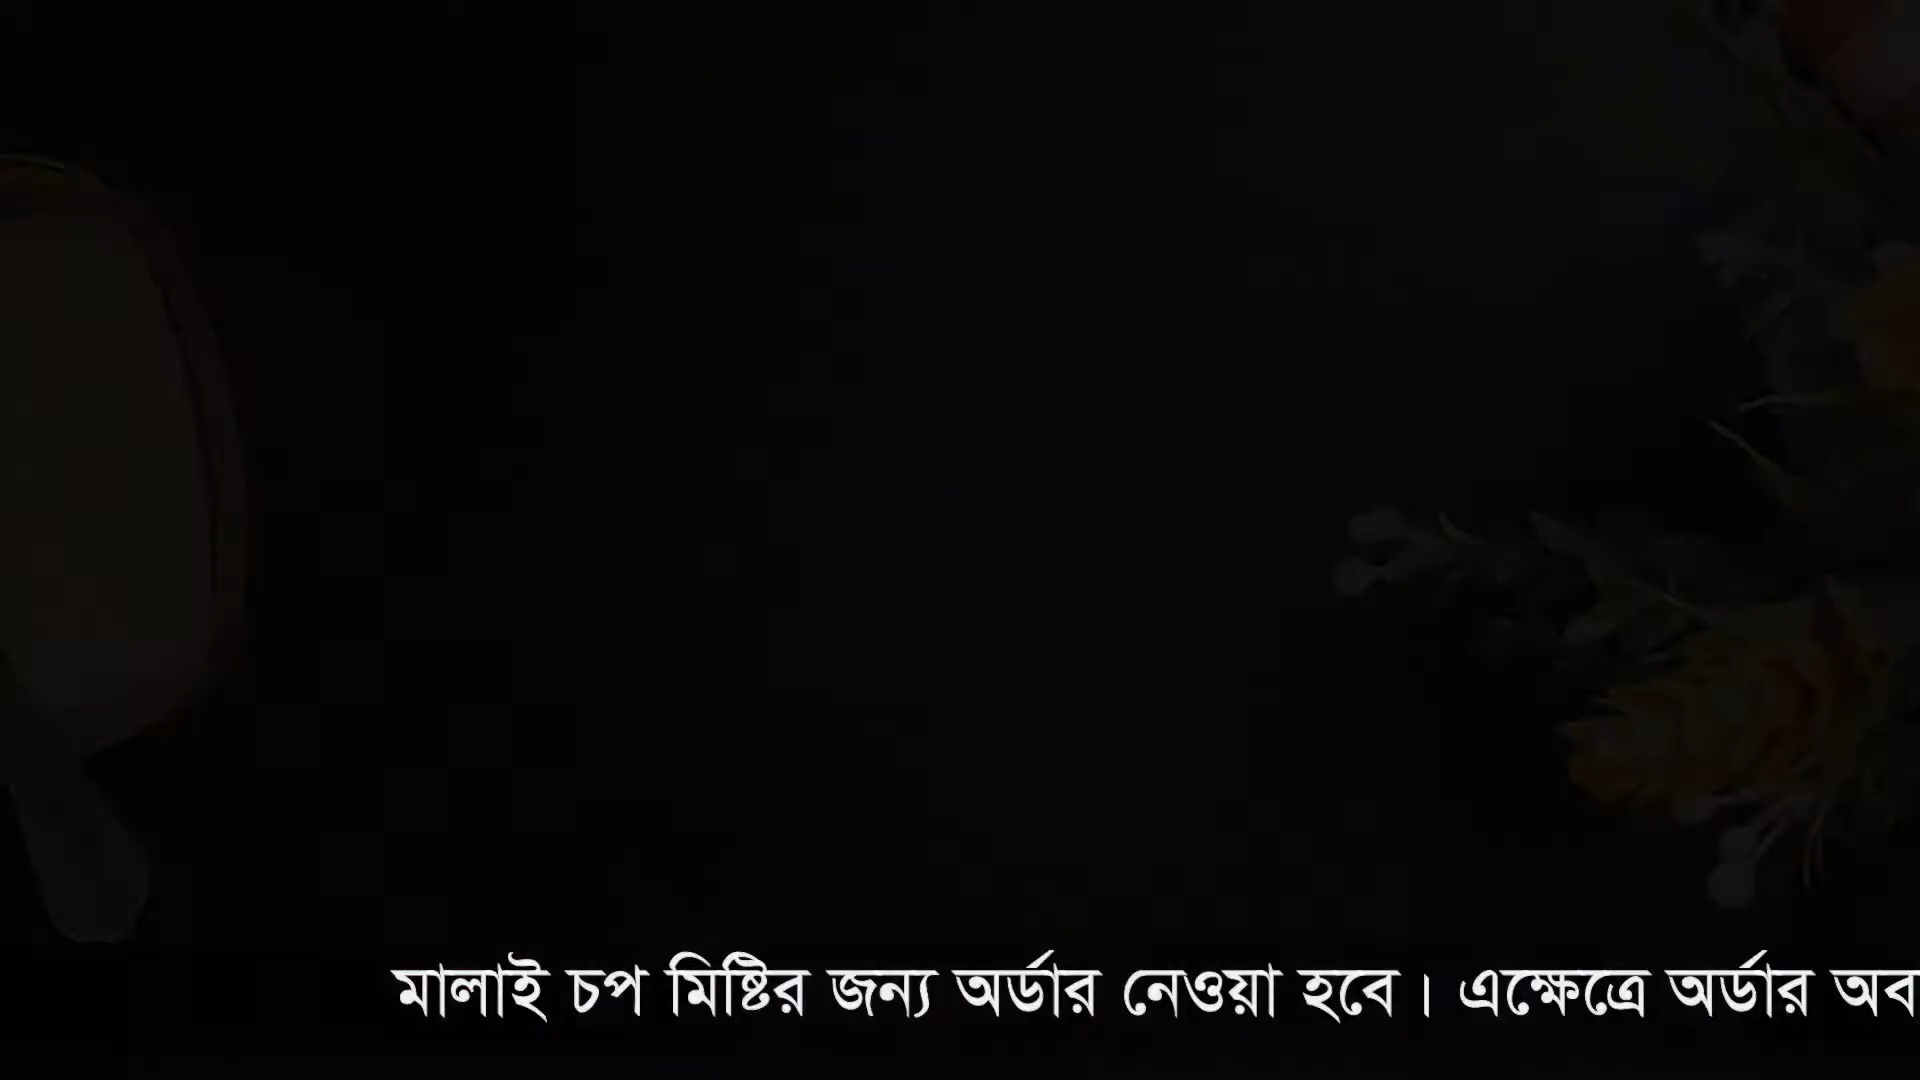 মালাই চপ মিষ্টির জন্য অর্ডার নেওয়া হবে। এক্ষেত্রে অর্ডার অব